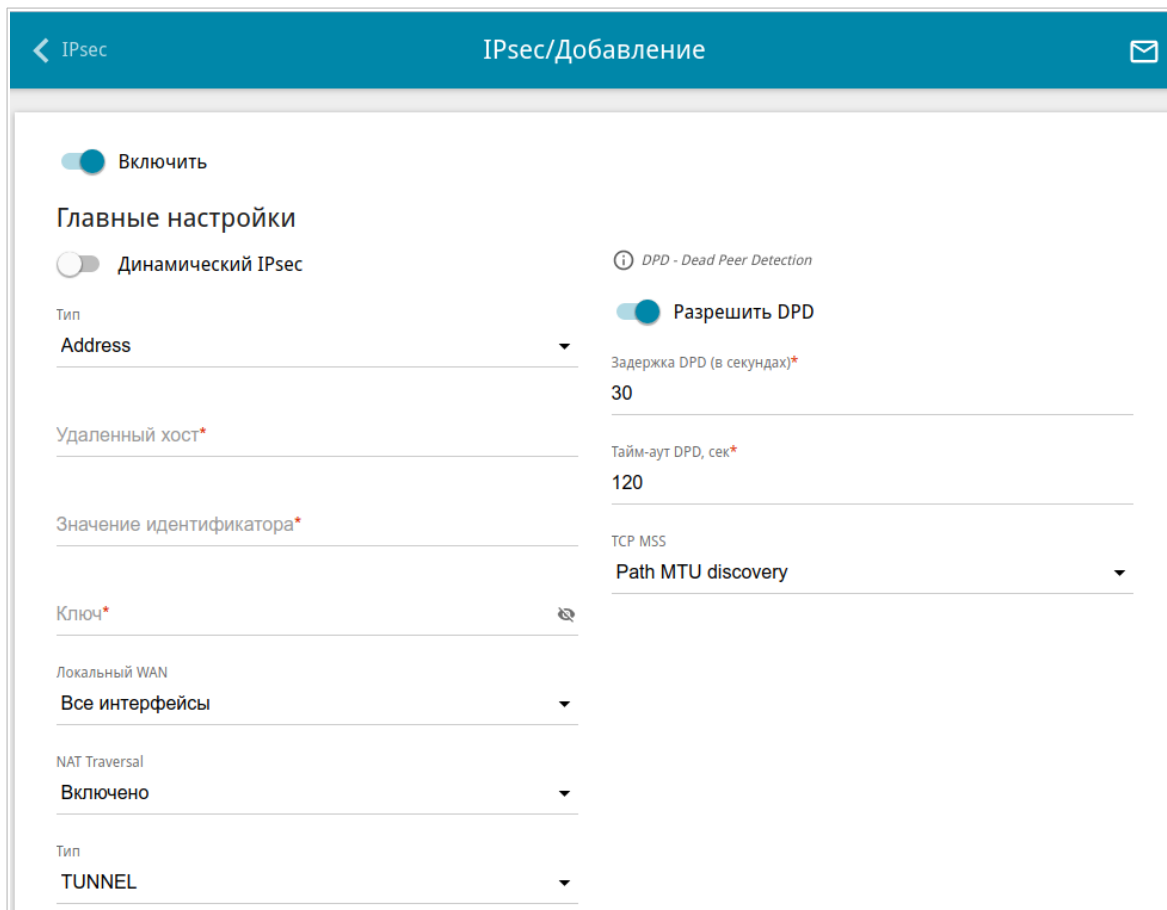 IPsec
IPsec/Добавление
Включить
Главные настройки
Динамический IPsec
Тип
Address
Удаленный хост*
Значение идентификатора*
Ключ*
Локальный WAN
Все интерфейсы
NAT Traversal
Включено
Тип
TUNNEL
DPD - Dead Peer Detection
Разрешить DPD
Задержка DPD (в секундах)*
30
Тайм-аут DPD, сек*
120
TCP MSS
Path MTU discovery